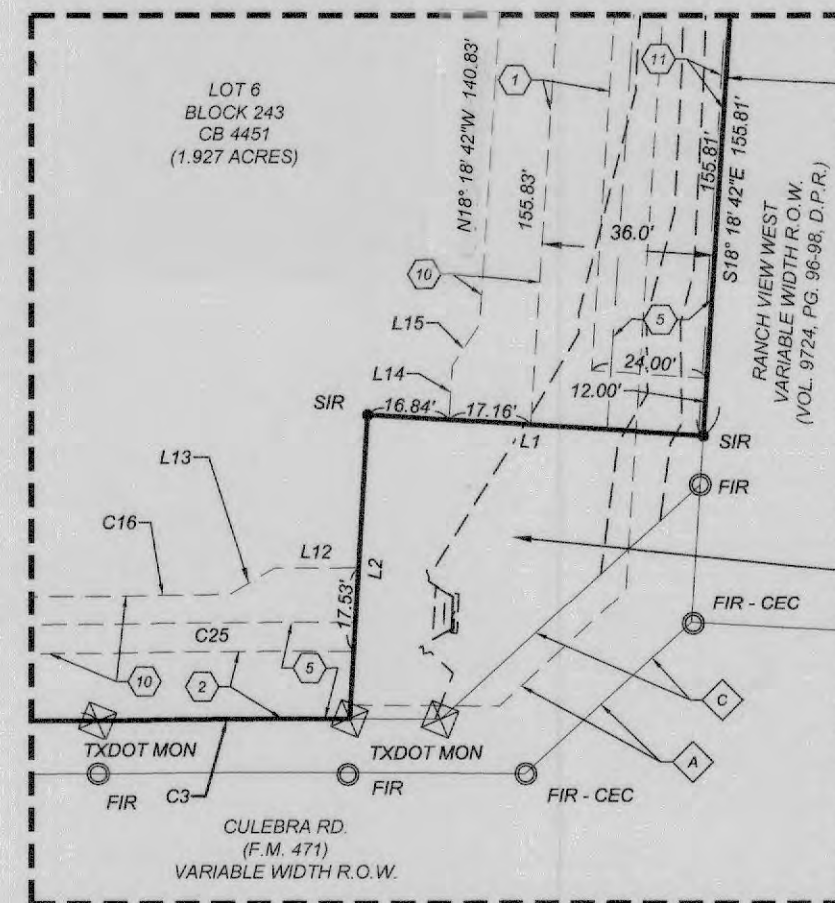 LOT 6
BLOCK 243
CB 4451
(1.927 ACRES)
N18° 18' 42"W 140.83'
1
155.83'
11
155.81'
S18° 18' 42"E 155.81'
36.0'
RANCH VIEW WEST
VARIABLE WIDTH R.O.W.
(VOL. 9724, PG. 96-98, D.P.R.)
10
L15
5
L14
24.00'
12.00'
SIR
16.84'
17.16'
L1
SIR
L13
FIR
C16
L12
L2
17.53'
FIR - CEC
C25
10
2
5
C
TXDOT MON
TXDOT MON
A
FIR
C3
FIR
FIR - CEC
CULEBRA RD.
(F.M. 471)
VARIABLE WIDTH R.O.W.